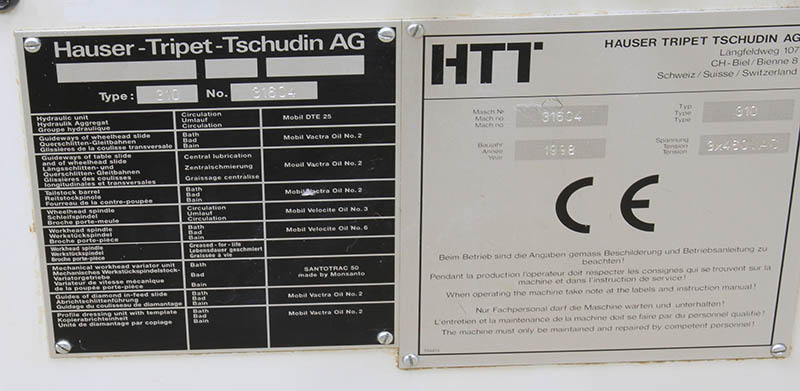 Hauser-Tripet-Tschudin AG
Type: 310 No. 31604
Hydraulic unit
Hydraulik Aggregat
Groupe hydraulique
Circulation
Umlauf
Circulation
Mobil DTE 25
Guideways of wheelhead slide
Querschlitten-Gleitbahnen
Glissières de la coulisse transversale
Bath
Bad
Bain
Mobil Vactra Oil No. 2
Guideways of table slide
and of wheelhead slide
Längsschlitten-und
Querschlitten-Gleitbahnen
Glissières des coulisses
longitudinales et transversales
Central lubrication
Zentralschmierung
Graissage centralise
Mobil Vactra Oil No. 2
Tailstock barrel
Reitstockpinole
Fourreau de la contre-poupée
Bath
Bad
Bain
Mobil Vactra Oil No. 2
Wheelhead spindle
Schleifspindel
Broche porte-meule
Circulation
Umlauf
Circulation
Mobil Velocite Oil No. 3
Workhead spindle
Werkstückspindel
Broche porte-pièce
Bath
Bad
Bain
Mobil Velocite Oil No. 6
Workhead spindle
Werkstückspindel
Broche porte-pièce
Greased-for-life
Lebensdauer geschmiert
Graissée à vie
Mechanical workhead variator unit
Mechanisches Werkstückspindelstock-
Variatorgetriebe
Variateur de vitesse mécanique
de la poupée porte-pièce
Bath
Bad
Bain
SANTOTRAC 50
made by Monsanto
Guides of diamond in-feed slide
Abrichtschlittenführung
Guidage du coulisseau de diamantage
Bath
Bad
Bain
Mobil Vactra Oil No. 2
Profile dressing unit with template
Kopierabrichteinheit
Unité de diamantage par copiage
Bath
Bad
Bain
Mobil Vactra Oil No. 2
HTT
HAUSER TRIPET TSCHUDIN AG
Längfeldweg 107
CH-Biel/Bienne 8
Schweiz/Suisse/Switzerland
Masch Nr
Mach no
Mach no
31604
Typ
Type
Type
310
Baujahr
Année
Year
1998
Spannung
Tension
Tension
3x460V AC
CE
Beim Betrieb sind die Angaben gemäss Beschilderung und Betriebsanleitung zu
beachten!
Pendant la production l'operateur doit respecter les consignes qui se trouvent sur la
machine et dans l'instruction de service!
When operating the machine take note at the labels and instruction manual!
Nur Fachpersonal darf die Maschine warten und unterhalten!
L'entretien et la maintenance de la machine doit se faire par du personnel qualifié!
The machine must only be maintained and repaired by competent personnel!